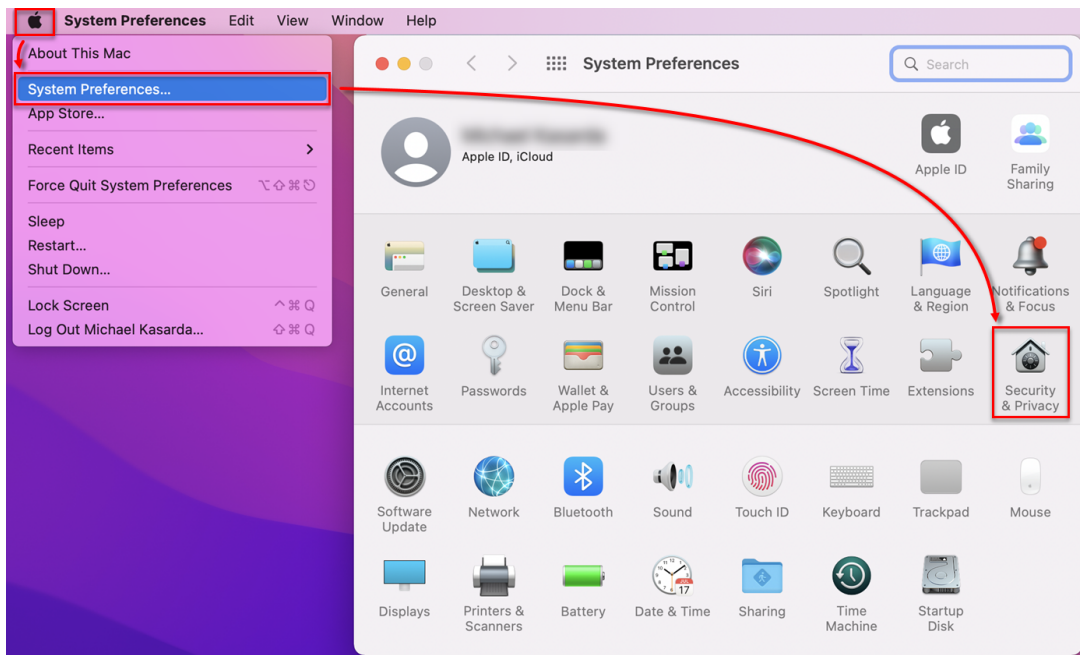 System Preferences Edit View Window Help
About This Mac
System Preferences...
App Store...
Recent Items
Force Quit System Preferences ⌥⇧⌘⎋
Sleep
Restart...
Shut Down...
Lock Screen ^⌘Q
Log Out Michael Kasarda... ⇧⌘Q
System Preferences
Search
Apple ID, iCloud
Apple ID
Family
Sharing
General
Desktop &
Screen Saver
Dock &
Menu Bar
Mission
Control
Siri
Spotlight
Language
& Region
Notifications
& Focus
Internet
Accounts
Passwords
Wallet &
Apple Pay
Users &
Groups
Accessibility
Screen Time
Extensions
Security
& Privacy
Software
Update
Network
Bluetooth
Sound
Touch ID
Keyboard
Trackpad
Mouse
Displays
Printers &
Scanners
Battery
JUL
17
Date & Time
Sharing
Time
Machine
Startup
Disk